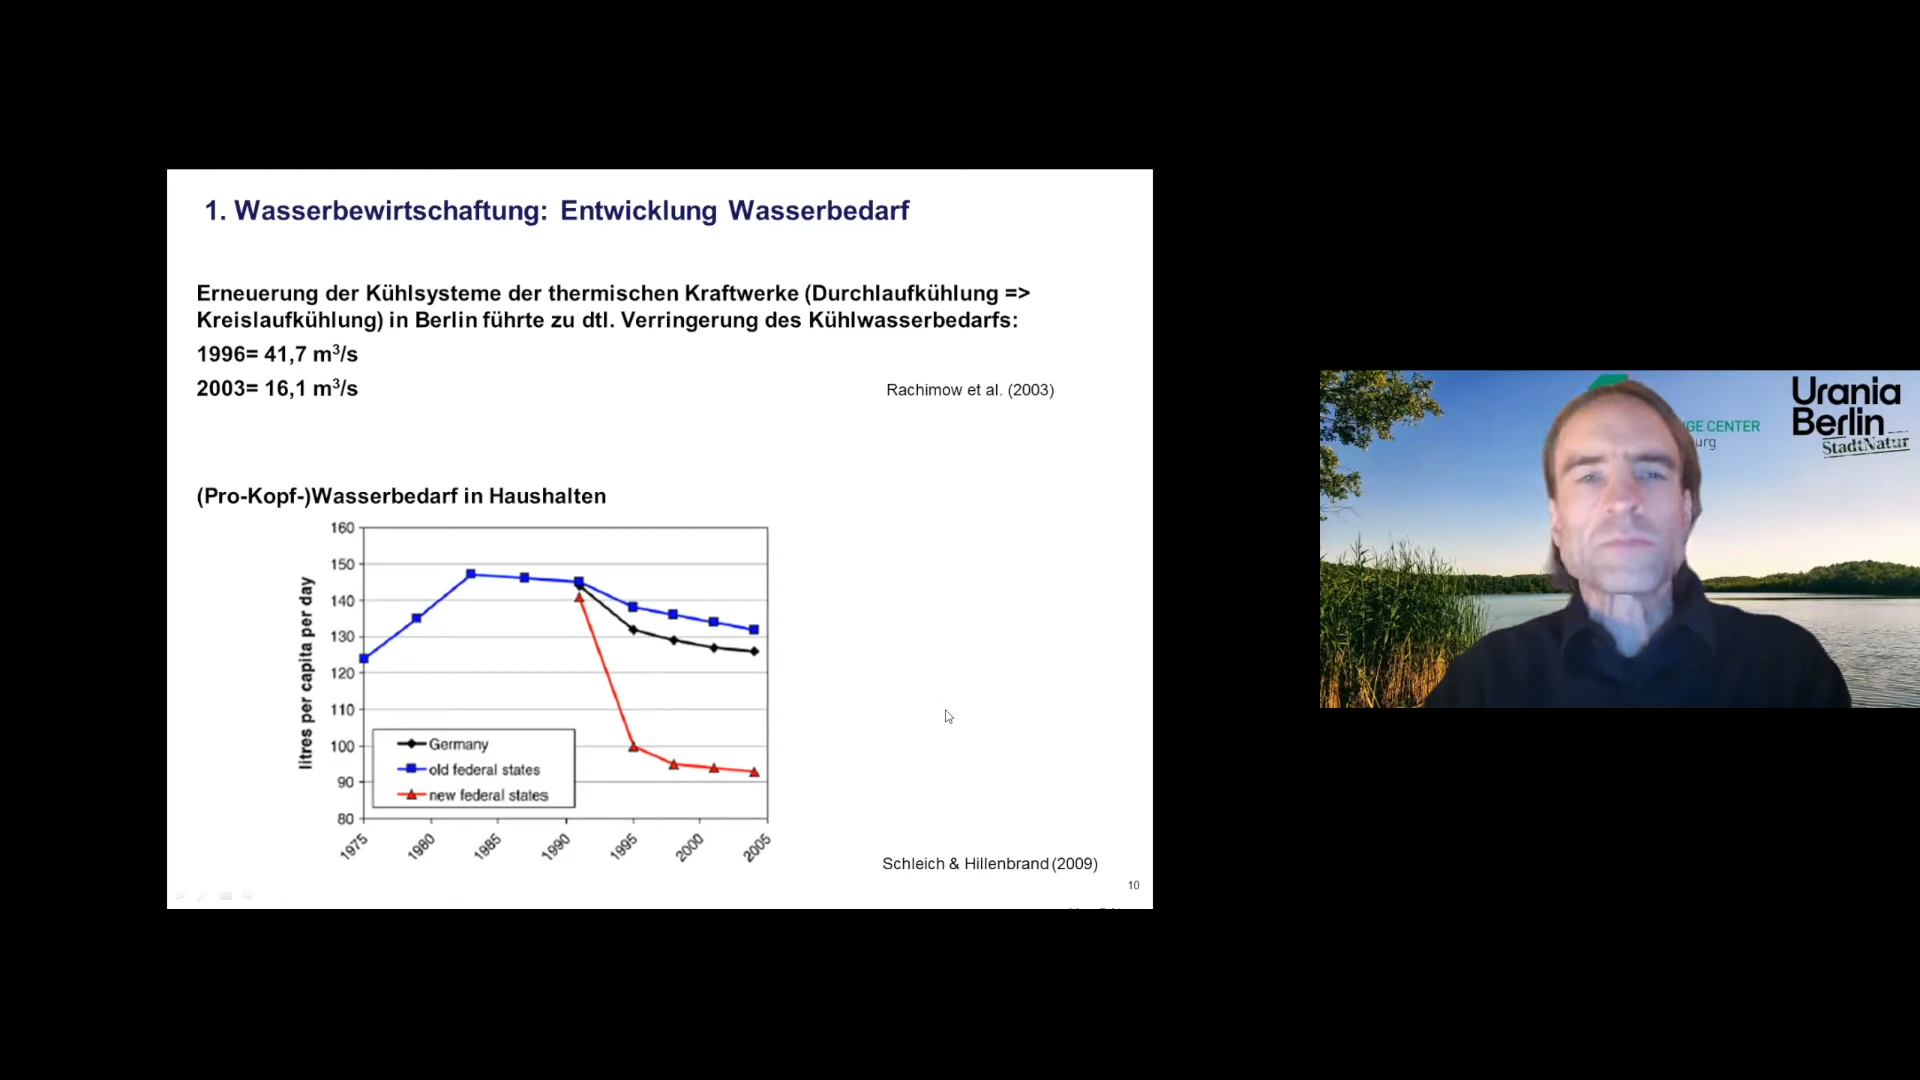 1. Wasserbewirtschaftung: Entwicklung Wasserbedarf
Erneuerung der Kühlsysteme der thermischen Kraftwerke (Durchlaufkühlung =>
Kreislaufkühlung) in Berlin führte zu dtl. Verringerung des Kühlwasserbedarfs:
1996= 41,7 m³/s
2003= 16,1 m³/s
Rachimow et al. (2003)
(Pro-Kopf-)Wasserbedarf in Haushalten
litres per capita per day
160
150
140
130
120
110
100
90
80
Germany
old federal states
new federal states
1975
1980
1985
1990
1995
2000
2005
Schleich & Hillenbrand (2009)
10
Urania
Berlin
StadtNatur
CENTER